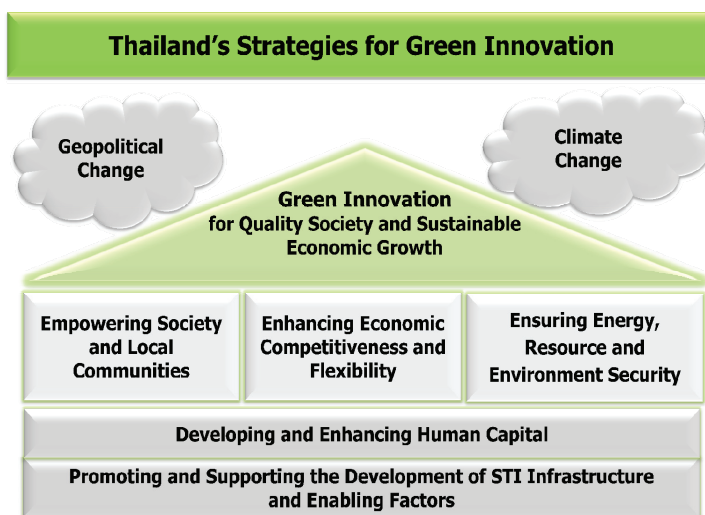 Thailand's Strategies for Green Innovation
Geopolitical
Change
Climate
Change
Green Innovation
for Quality Society and Sustainable
Economic Growth
Empowering Society
and Local
Communities
Enhancing Economic
Competitiveness and
Flexibility
Ensuring Energy,
Resource and
Environment Security
Developing and Enhancing Human Capital
Promoting and Supporting the Development of STI Infrastructure
and Enabling Factors